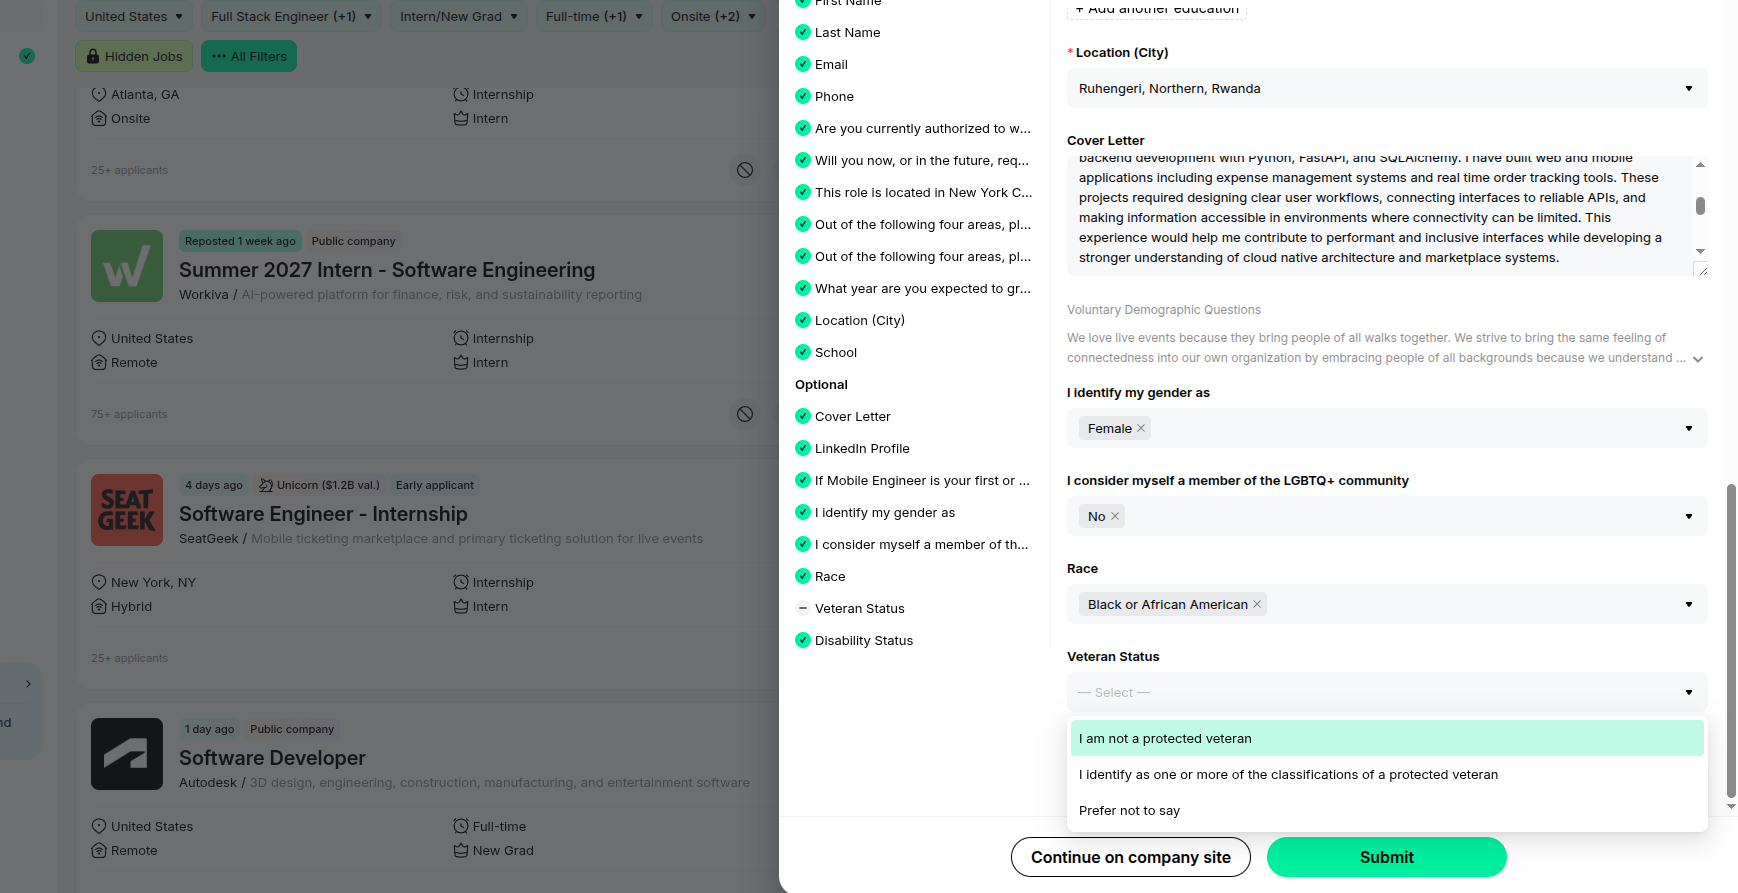 United States
Full Stack Engineer (+1)
Intern/New Grad
Full-time (+1)
Onsite (+2)
Hidden Jobs
All Filters
Atlanta, GA
Internship
Onsite
Intern
25+ applicants
Reposted 1 week ago
Public company
Summer 2027 Intern - Software Engineering
Workiva / AI-powered platform for finance, risk, and sustainability reporting
United States
Internship
Remote
Intern
75+ applicants
SEAT
GEEK
4 days ago
Unicorn ($1.2B val.)
Early applicant
Software Engineer - Internship
SeatGeek / Mobile ticketing marketplace and primary ticketing solution for live events
New York, NY
Internship
Hybrid
Intern
25+ applicants
nd
1 day ago
Public company
Software Developer
Autodesk / 3D design, engineering, construction, manufacturing, and entertainment software
United States
Full-time
Remote
New Grad
First Name
Last Name
Email
Phone
Are you currently authorized to w...
Will you now, or in the future, req...
This role is located in New York C...
Out of the following four areas, pl...
Out of the following four areas, pl...
What year are you expected to gr...
Location (City)
School
Optional
Cover Letter
LinkedIn Profile
If Mobile Engineer is your first or ...
I identify my gender as
I consider myself a member of th...
Race
Veteran Status
Disability Status
+ Add another education
* Location (City)
Ruhengeri, Northern, Rwanda
Cover Letter
backend development with Python, FastAPI, and SQLAlchemy. I have built web and mobile
applications including expense management systems and real time order tracking tools. These
projects required designing clear user workflows, connecting interfaces to reliable APIs, and
making information accessible in environments where connectivity can be limited. This
experience would help me contribute to performant and inclusive interfaces while developing a
stronger understanding of cloud native architecture and marketplace systems.
Voluntary Demographic Questions
We love live events because they bring people of all walks together. We strive to bring the same feeling of
connectedness into our own organization by embracing people of all backgrounds because we understand ...
I identify my gender as
Female
I consider myself a member of the LGBTQ+ community
No
Race
Black or African American
Veteran Status
— Select —
I am not a protected veteran
I identify as one or more of the classifications of a protected veteran
Prefer not to say
Continue on company site
Submit